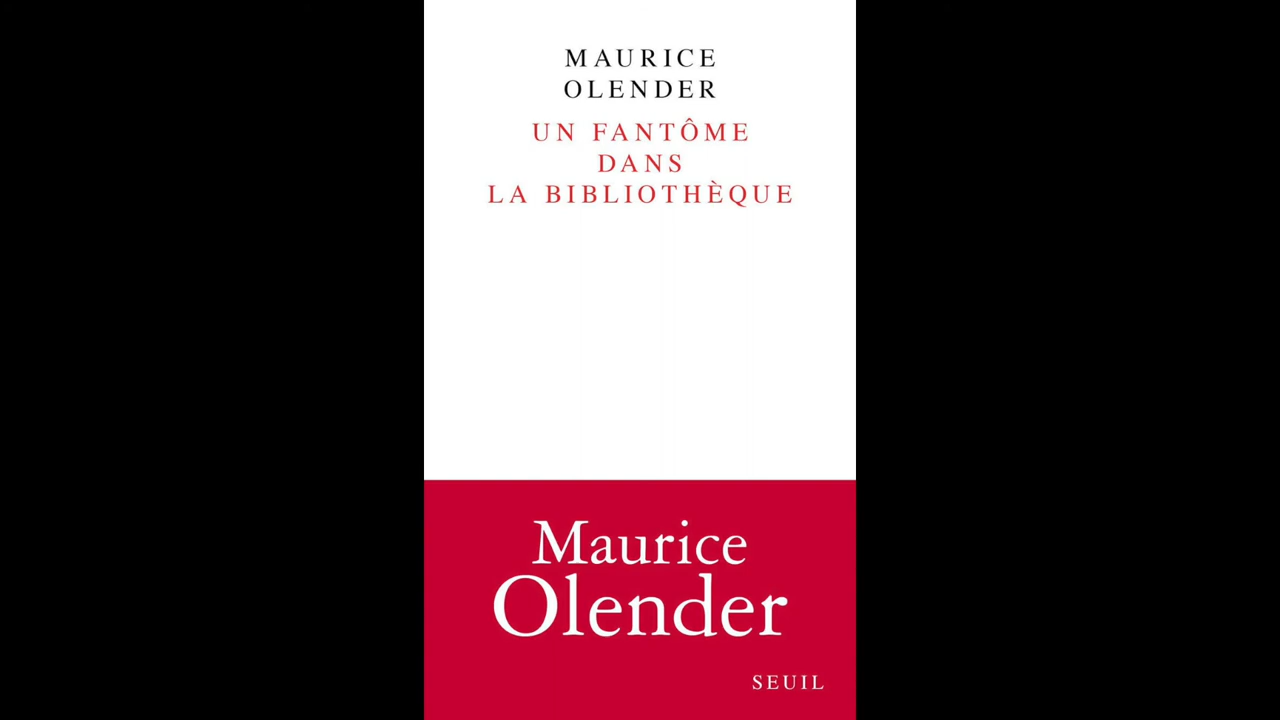 MAURICE
OLENDER
UN FANTÔME
DANS
LA BIBLIOTHÈQUE
Maurice
Olender
SEUIL